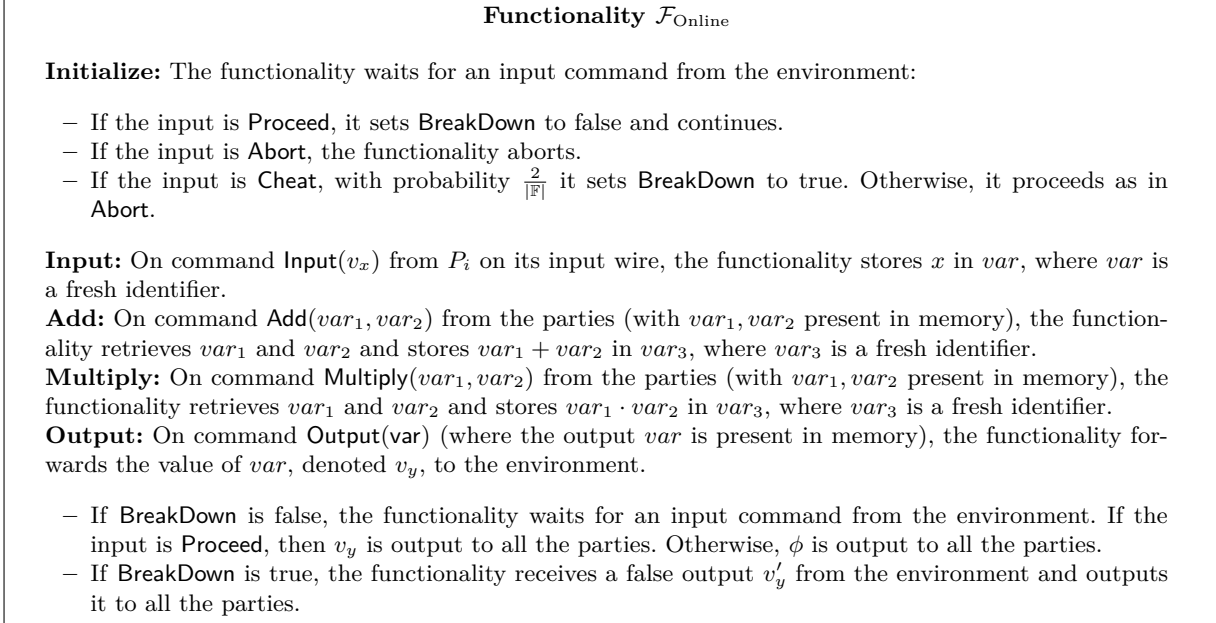 Functionality $\mathcal{F}_{\text{Online}}$
Initialize: The functionality waits for an input command from the environment:
– If the input is Proceed, it sets BreakDown to false and continues.
– If the input is Abort, the functionality aborts.
– If the input is Cheat, with probability $\frac{2}{|\mathbb{F}|}$ it sets BreakDown to true. Otherwise, it proceeds as in
Abort.
Input: On command Input($v_x$) from $P_i$ on its input wire, the functionality stores $x$ in var, where var is
a fresh identifier.
Add: On command Add($var_1, var_2$) from the parties (with $var_1, var_2$ present in memory), the function-
ality retrieves $var_1$ and $var_2$ and stores $var_1 + var_2$ in $var_3$, where $var_3$ is a fresh identifier.
Multiply: On command Multiply($var_1, var_2$) from the parties (with $var_1, var_2$ present in memory), the
functionality retrieves $var_1$ and $var_2$ and stores $var_1 \cdot var_2$ in $var_3$, where $var_3$ is a fresh identifier.
Output: On command Output(var) (where the output var is present in memory), the functionality for-
wards the value of var, denoted $v_y$, to the environment.
– If BreakDown is false, the functionality waits for an input command from the environment. If the
input is Proceed, then $v_y$ is output to all the parties. Otherwise, $\phi$ is output to all the parties.
– If BreakDown is true, the functionality receives a false output $v'_y$ from the environment and outputs
it to all the parties.